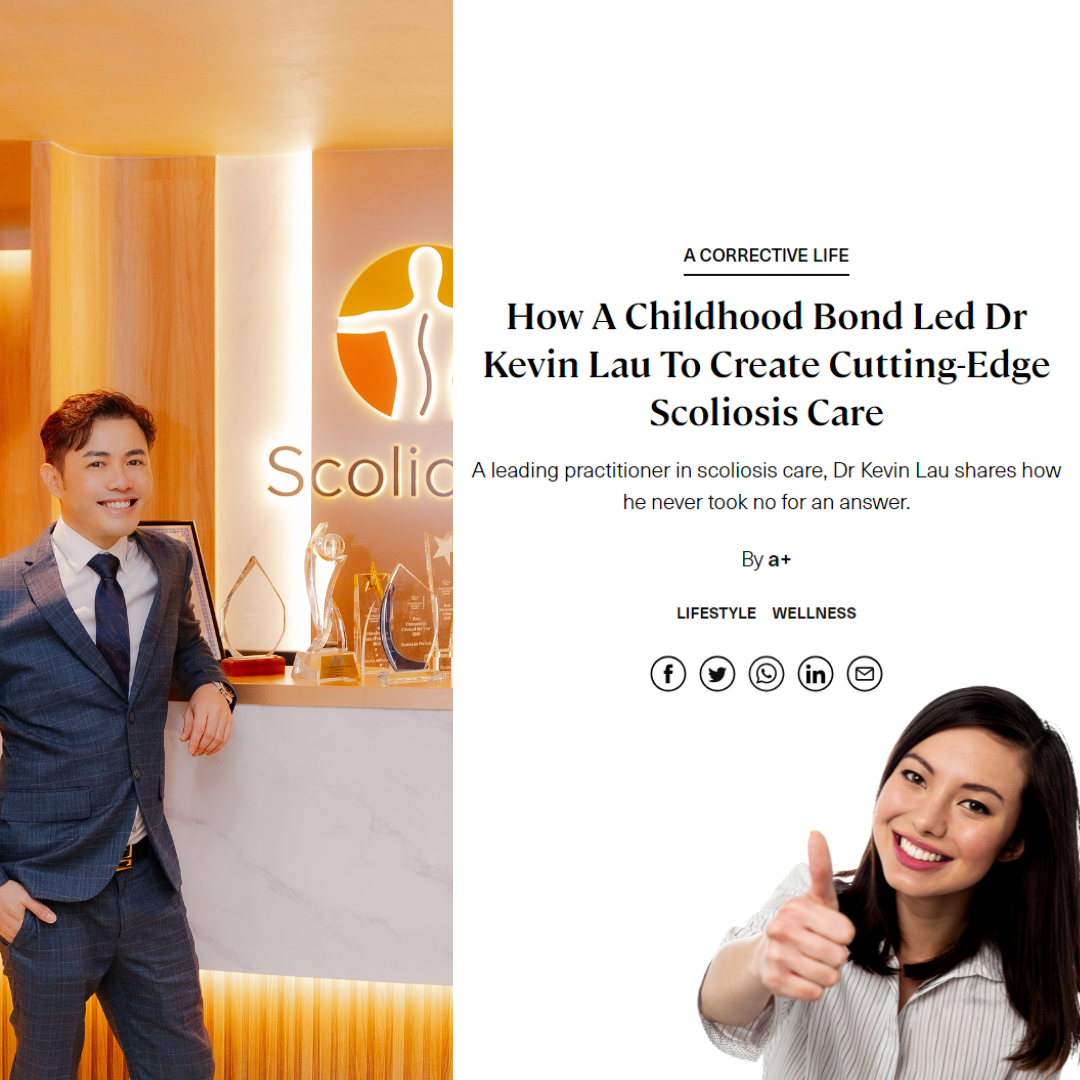 Scolio
A CORRECTIVE LIFE
How A Childhood Bond Led Dr
Kevin Lau To Create Cutting-Edge
Scoliosis Care
A leading practitioner in scoliosis care, Dr Kevin Lau shares how
he never took no for an answer.
By a+
LIFESTYLE WELLNESS